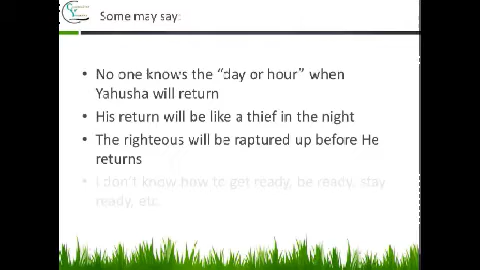 Some may say:
• No one knows the “day or hour” when
Yahusha will return
• His return will be like a thief in the night
• The righteous will be raptured up before He
returns
• I don’t know how to get ready, be ready, stay
ready, etc